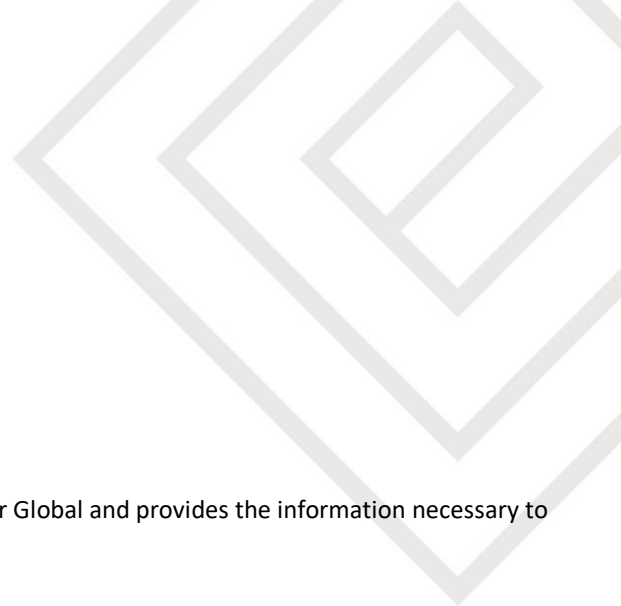 r Global and provides the information necessary to